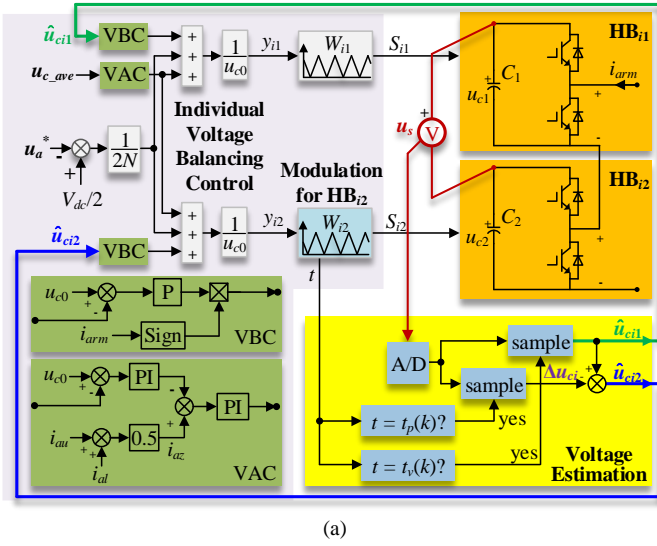 û_ci1
VBC
+
+
+
1
u_c0
y_i1
W_i1
S_i1
HB_i1
C_1
+
u_c1
i_arm
+
-
u_c_ave
VAC
u_a*
-
+
V_dc/2
1
2N
Individual
Voltage
Balancing
Control
u_s
+
V
Modulation
for HB_i2
HB_i2
+
+
+
1
u_c0
y_i2
W_i2
S_i2
C_2
+
u_c2
+
-
û_ci2
VBC
t
u_c0
+
-
P
i_arm
Sign
VBC
A/D
sample
û_ci1
sample
Δu_ci
-
+
û_ci2
u_c0
+
-
PI
-
+
PI
i_au
+
+
i_al
0.5
i_az
VAC
t = t_p(k)?
yes
t = t_v(k)?
yes
Voltage
Estimation
(a)